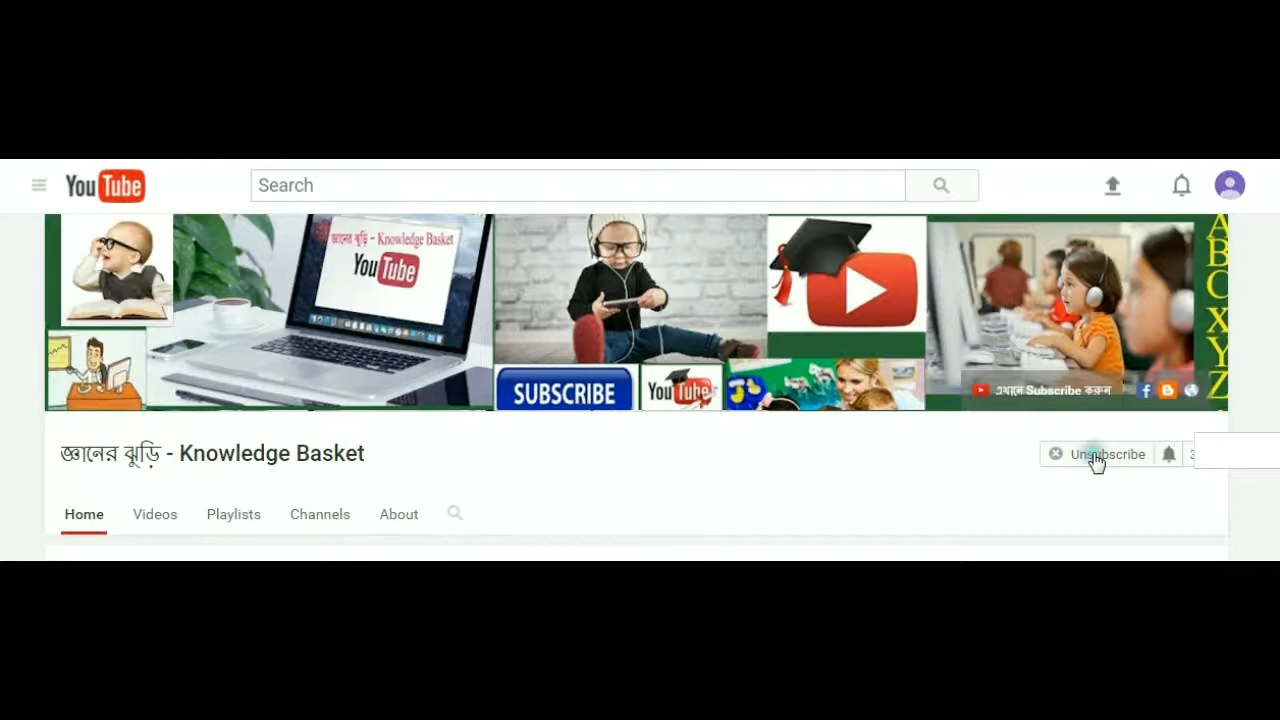 YouTube
Search
জ্ঞানের ঝুড়ি - Knowledge Basket
YouTube
SUBSCRIBE
YouTube
A
B
C
X
Y
Z
এখানে Subscribe করুন
জ্ঞানের ঝুড়ি - Knowledge Basket
Unsubscribe
Home Videos Playlists Channels About